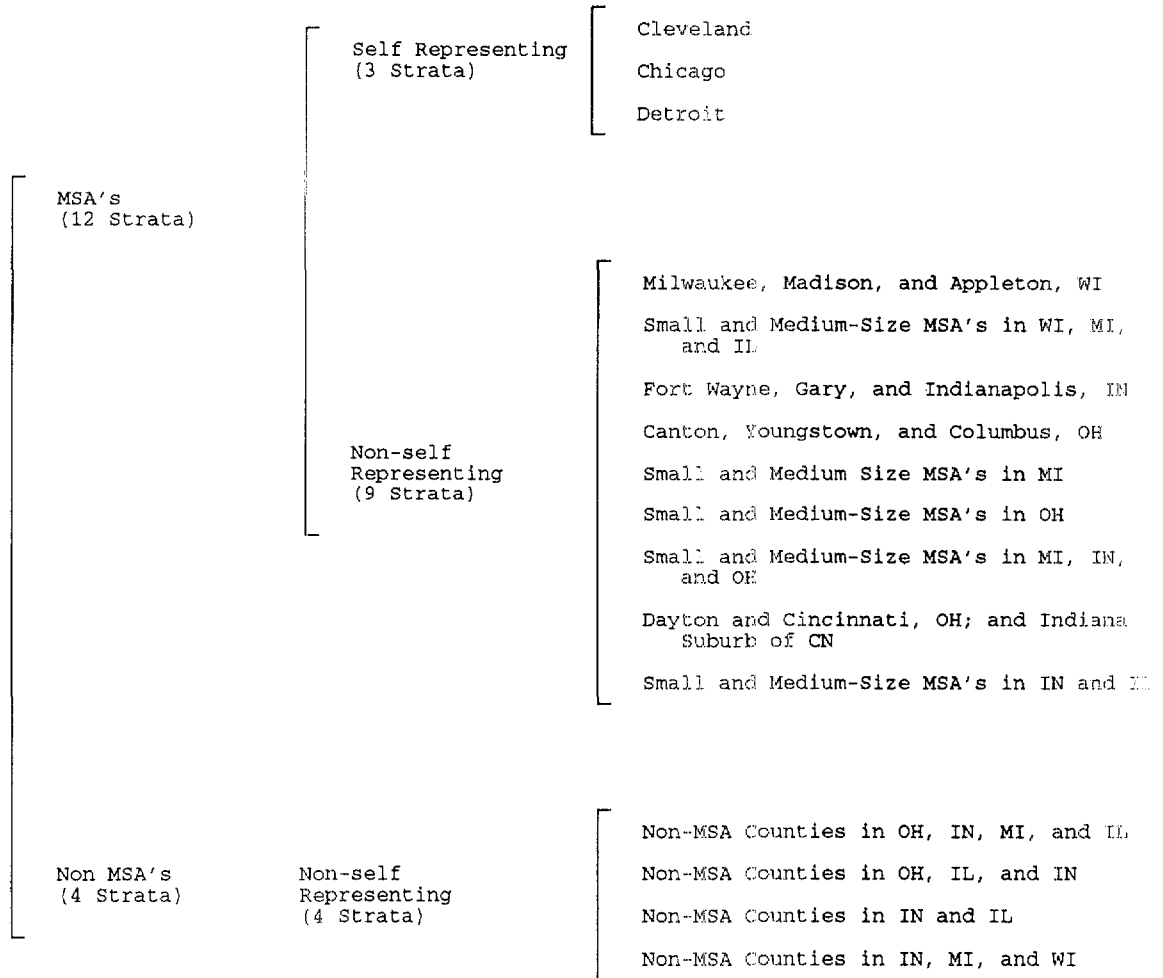 Self Representing
(3 Strata)
Cleveland
Chicago
Detroit
MSA's
(12 Strata)
Non-self
Representing
(9 Strata)
Milwaukee, Madison, and Appleton, WI
Small and Medium-Size MSA's in WI, MI,
and IL
Fort Wayne, Gary, and Indianapolis, IN
Canton, Youngstown, and Columbus, OH
Small and Medium Size MSA's in MI
Small and Medium-Size MSA's in OH
Small and Medium-Size MSA's in MI, IN,
and OH
Dayton and Cincinnati, OH; and Indiana
Suburb of CN
Small and Medium-Size MSA's in IN and
Non MSA's
(4 Strata)
Non-self
Representing
(4 Strata)
Non-MSA Counties in OH, IN, MI, and IL
Non-MSA Counties in OH, IL, and IN
Non-MSA Counties in IN and IL
Non-MSA Counties in IN, MI, and WI